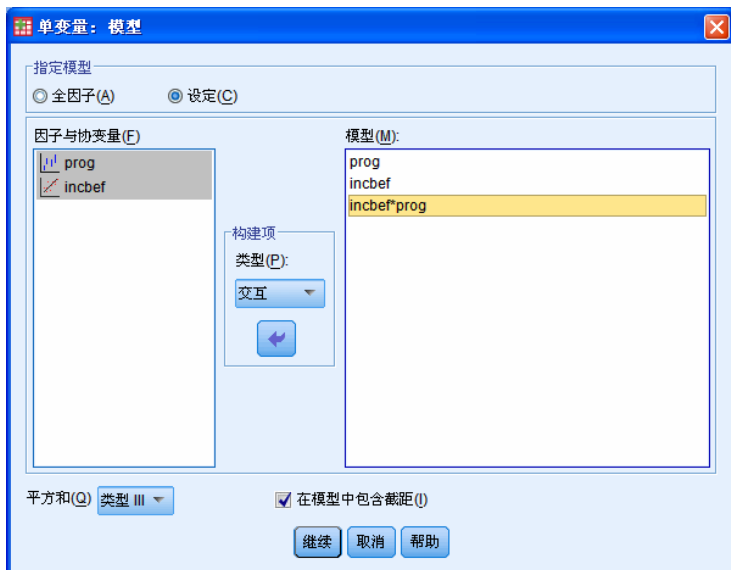 单变量：模型
指定模型
全因子(A)
设定(C)
因子与协变量(F)
prog
incbef
构建项
类型(P):
交互
模型(M):
prog
incbef
incbef*prog
平方和(Q) 类型 III
在模型中包含截距(I)
继续 取消 帮助